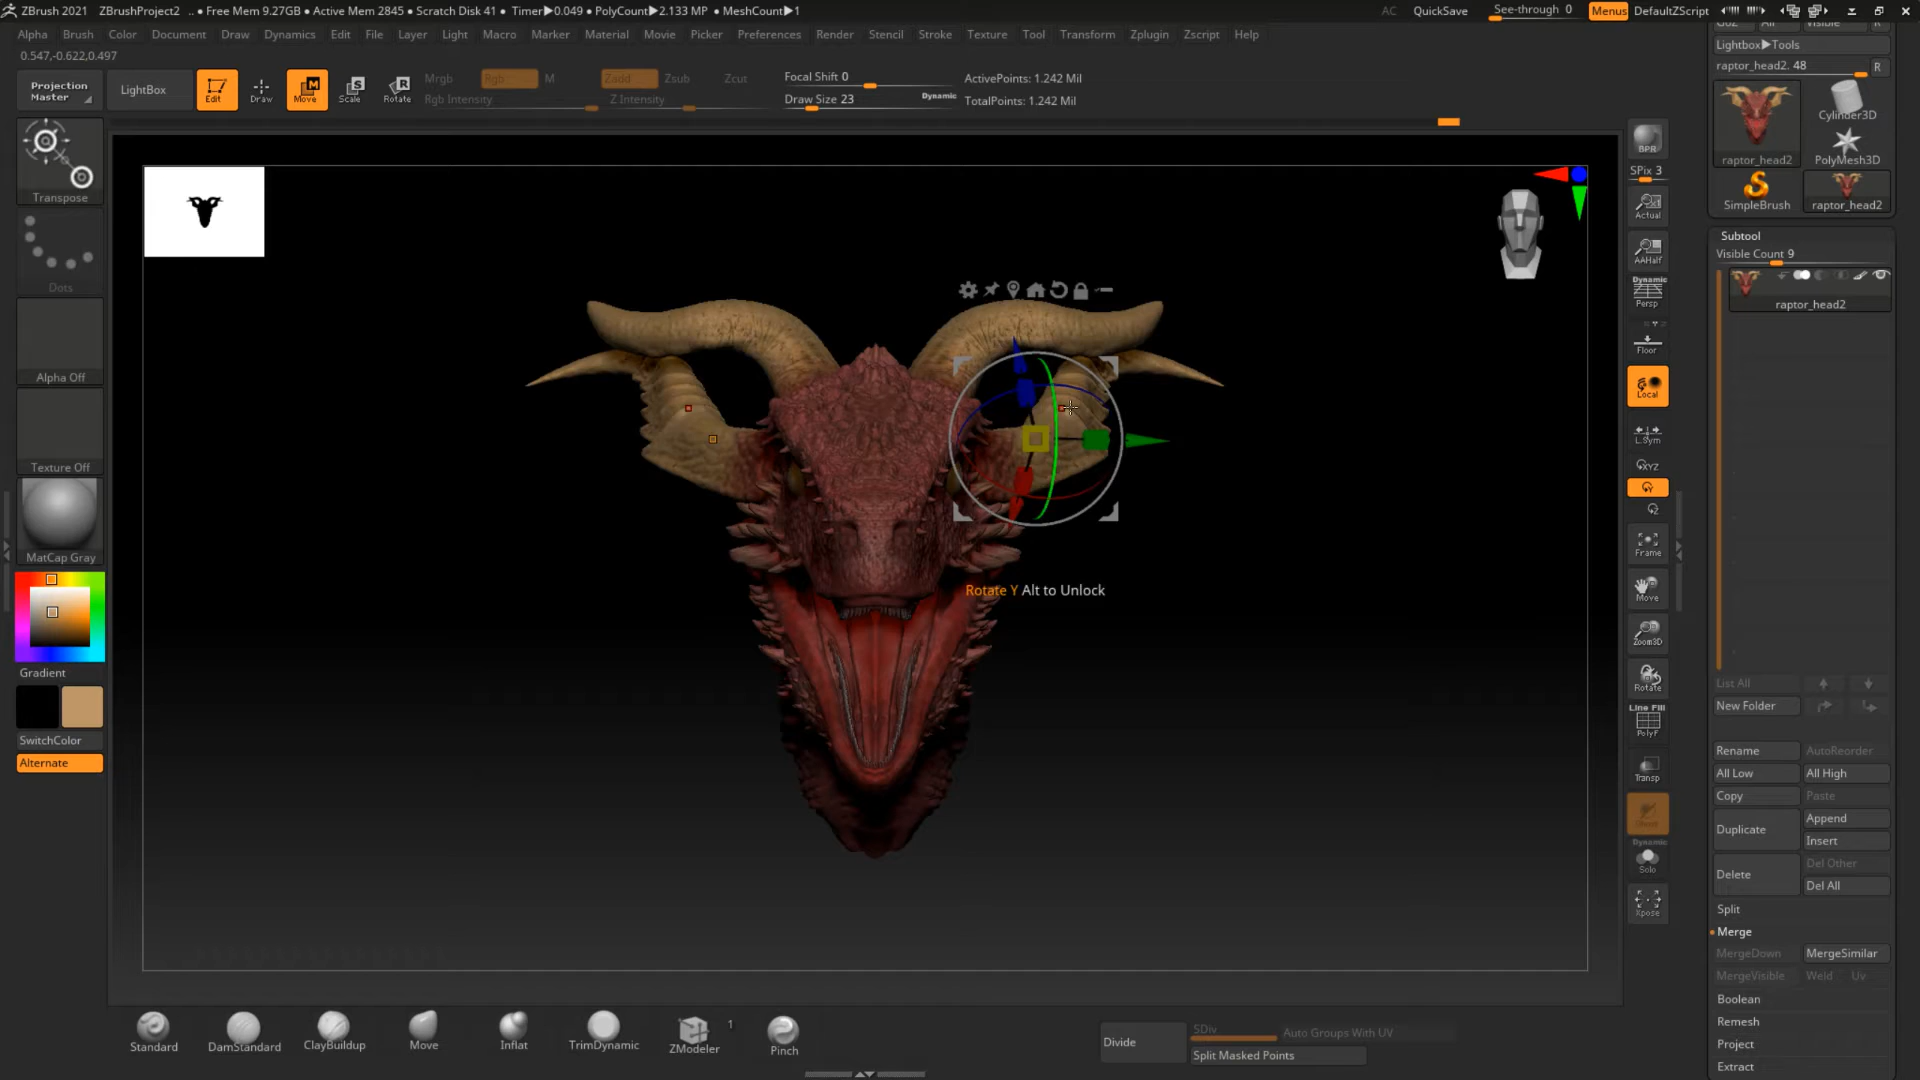 ZBrush 2021 ZBrushProject2 .. • Free Mem 9.27GB • Active Mem 2845 • Scratch Disk 41 • Timer▶0.049 • PolyCount▶2.133 MP • MeshCount▶1
AC QuickSave See-through 0 Menus DefaultZScript
Alpha Brush Color Document Draw Dynamics Edit File Layer Light Macro Marker Material Movie Picker Preferences Render Stencil Stroke Texture Tool Transform Zplugin Zscript Help
0.547,-0.622,0.497
Projection Master
LightBox
Edit
Draw
Move
Scale
Rotate
Mrgb Rgb M
Rgb Intensity
Zadd Zsub Zcut
Z Intensity
Focal Shift 0
Draw Size 23
Dynamic
ActivePoints: 1.242 Mil
TotalPoints: 1.242 Mil
Transpose
Dots
Alpha Off
Texture Off
MatCap Gray
Gradient
SwitchColor
Alternate
Rotate Y Alt to Unlock
BPR
SPix 3
Actual
AAHalf
Dynamic
Persp
Floor
Local
L.Sym
XYZ
Y
Z
Frame
Move
Zoom3D
Rotate
Line Fill
PolyF
Transp
Dynamic
Solo
Xpose
GoZ All Visible R
Lightbox▶Tools
raptor_head2. 48 R
raptor_head2
Cylinder3D
PolyMesh3D
SimpleBrush
raptor_head2
Subtool
Visible Count 9
raptor_head2
List All
New Folder
Rename AutoReorder
All Low All High
Copy Paste
Duplicate
Append
Insert
Delete
Del Other
Del All
Split
Merge
MergeDown MergeSimilar
MergeVisible Weld Uv
Boolean
Remesh
Project
Extract
Standard
DamStandard
ClayBuildup
Move
Inflat
TrimDynamic
ZModeler
1
Pinch
Divide
SDiv
Auto Groups With UV
Split Masked Points